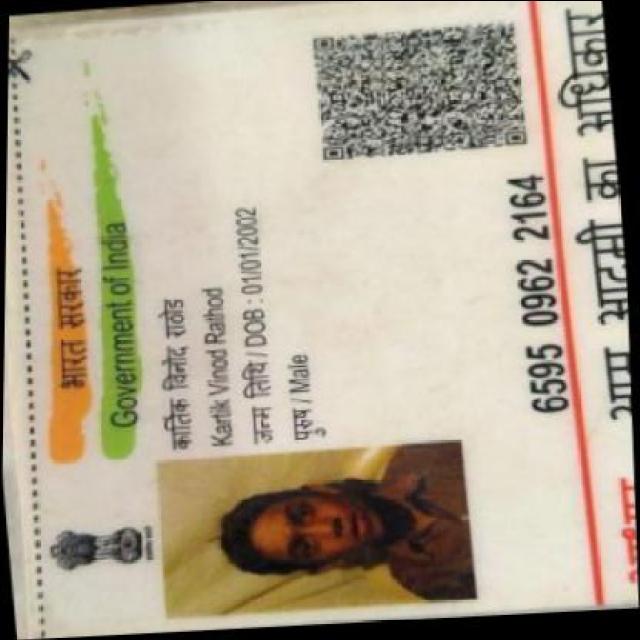 भारत सरकार
Government of India
कार्तिक विनोद राठोड
Kartik Vinod Rathod
जन्म तिथि / DOB : 01/01/2002
पुरुष / Male
6595 0962 2164
आम आदमी का अधिकार